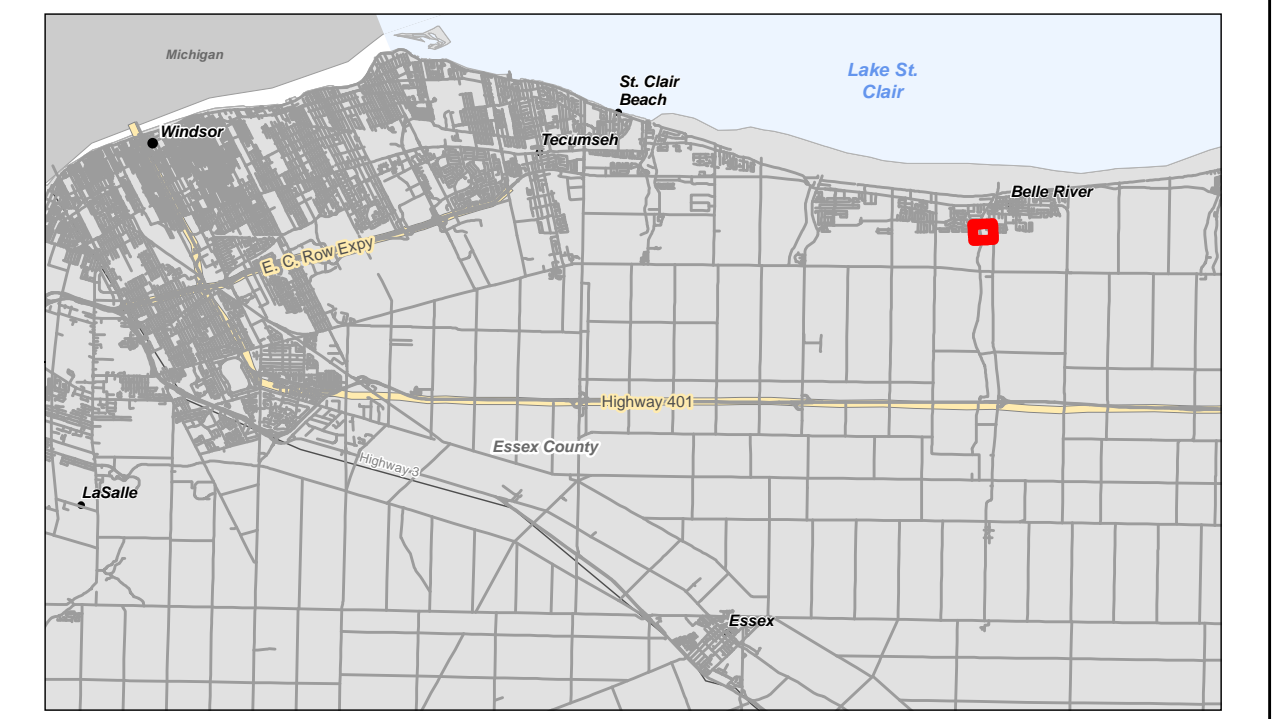 Michigan
Lake St.
Clair
St. Clair
Beach
Windsor
Tecumseh
Belle River
E. C. Row Expy
Highway 401
Essex County
Highway 3
LaSalle
Essex